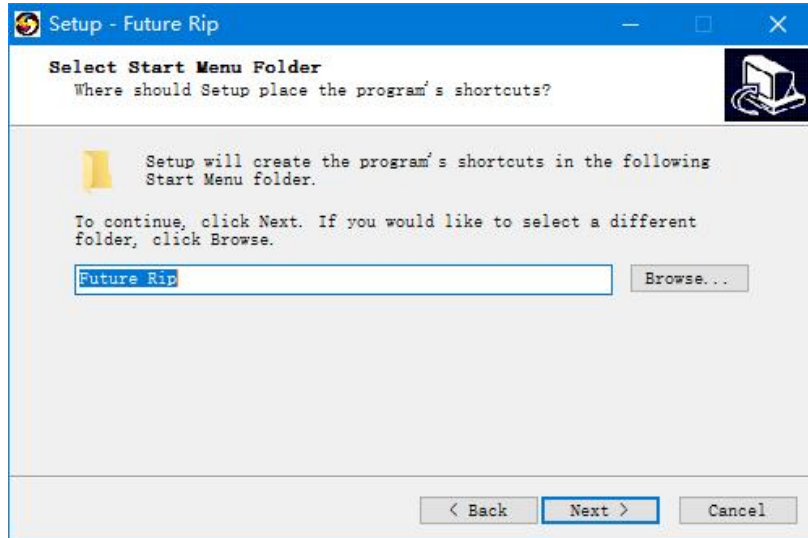 Setup - Future Rip
Select Start Menu Folder
Where should Setup place the program's shortcuts?
Setup will create the program's shortcuts in the following
Start Menu folder.
To continue, click Next. If you would like to select a different
folder, click Browse.
Future Rip
Browse...
< Back
Next >
Cancel